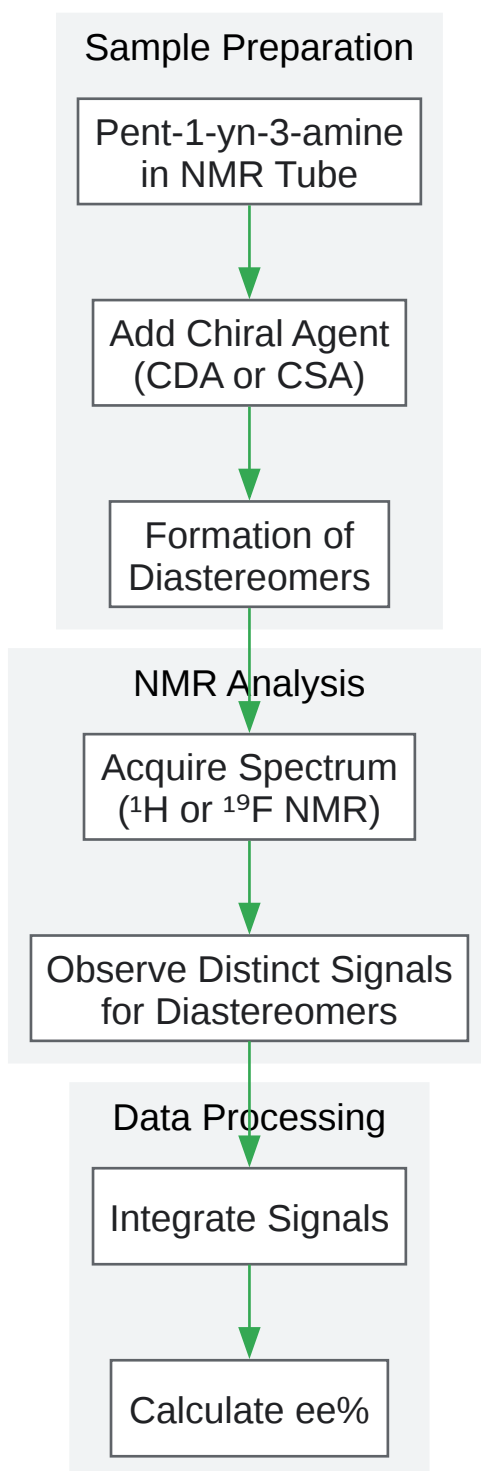 Sample Preparation
Pent-1-yn-3-amine
in NMR Tube
Add Chiral Agent
(CDA or CSA)
Formation of
Diastereomers
NMR Analysis
Acquire Spectrum
(¹H or ¹⁹F NMR)
Observe Distinct Signals
for Diastereomers
Data Processing
Integrate Signals
Calculate ee%